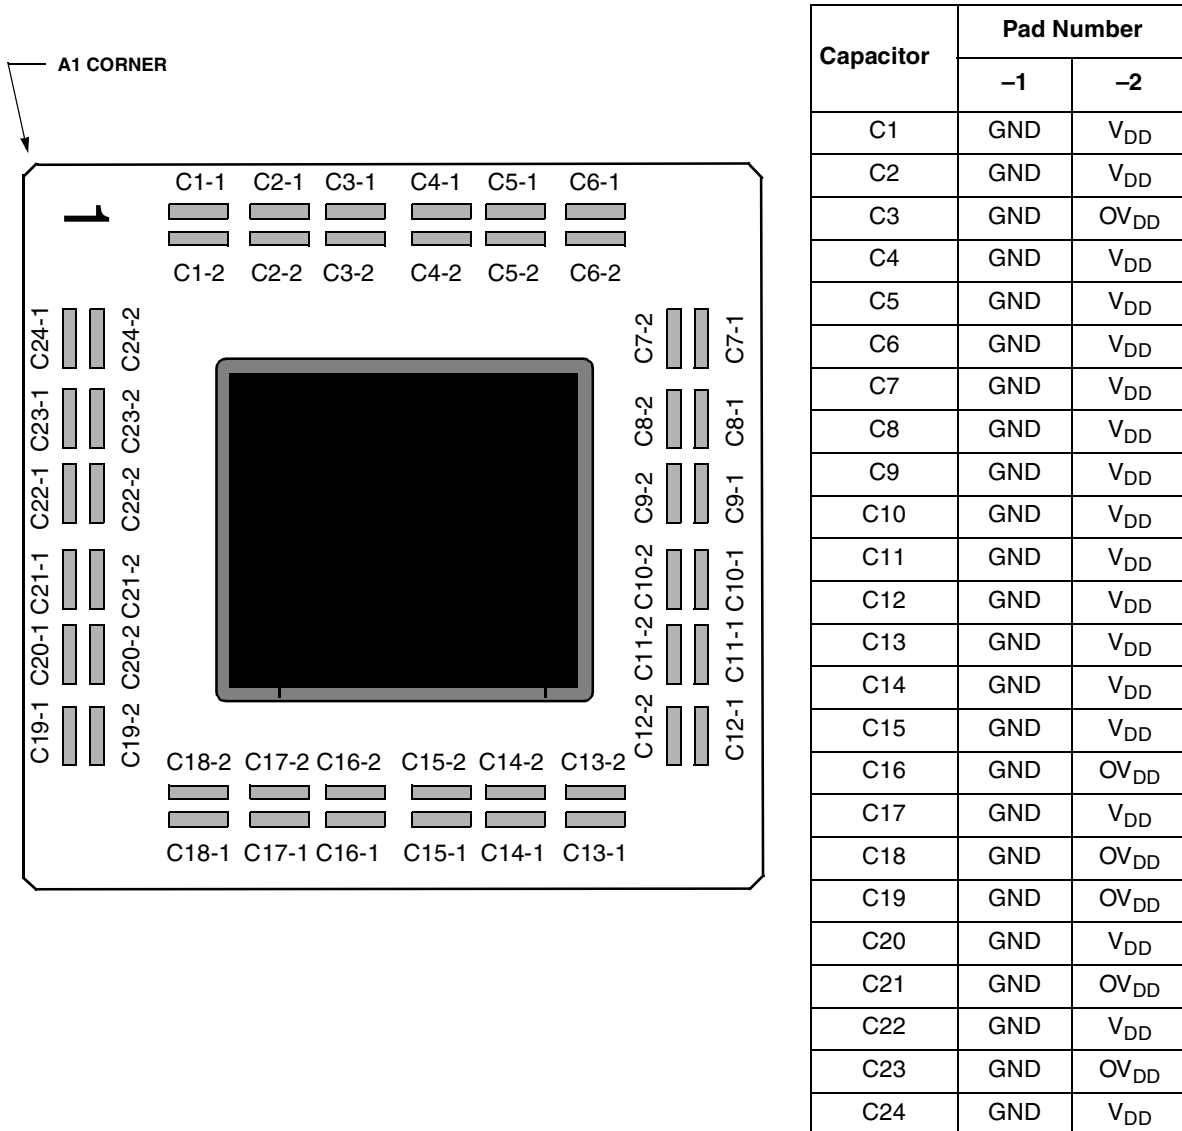 A1 CORNER
1
C1-1 C2-1 C3-1 C4-1 C5-1 C6-1
C1-2 C2-2 C3-2 C4-2 C5-2 C6-2
C24-1 C24-2 C7-2 C7-1
C23-1 C23-2 C8-2 C8-1
C22-1 C22-2 C9-2 C9-1
C21-1 C21-2 C10-2 C10-1
C20-1 C20-2 C11-2 C11-1
C19-1 C19-2 C12-2 C12-1
C18-2 C17-2 C16-2 C15-2 C14-2 C13-2
C18-1 C17-1 C16-1 C15-1 C14-1 C13-1
Capacitor Pad Number
–1 –2
C1 GND VDD
C2 GND VDD
C3 GND OVDD
C4 GND VDD
C5 GND VDD
C6 GND VDD
C7 GND VDD
C8 GND VDD
C9 GND VDD
C10 GND VDD
C11 GND VDD
C12 GND VDD
C13 GND VDD
C14 GND VDD
C15 GND VDD
C16 GND OVDD
C17 GND VDD
C18 GND OVDD
C19 GND OVDD
C20 GND VDD
C21 GND OVDD
C22 GND VDD
C23 GND OVDD
C24 GND VDD